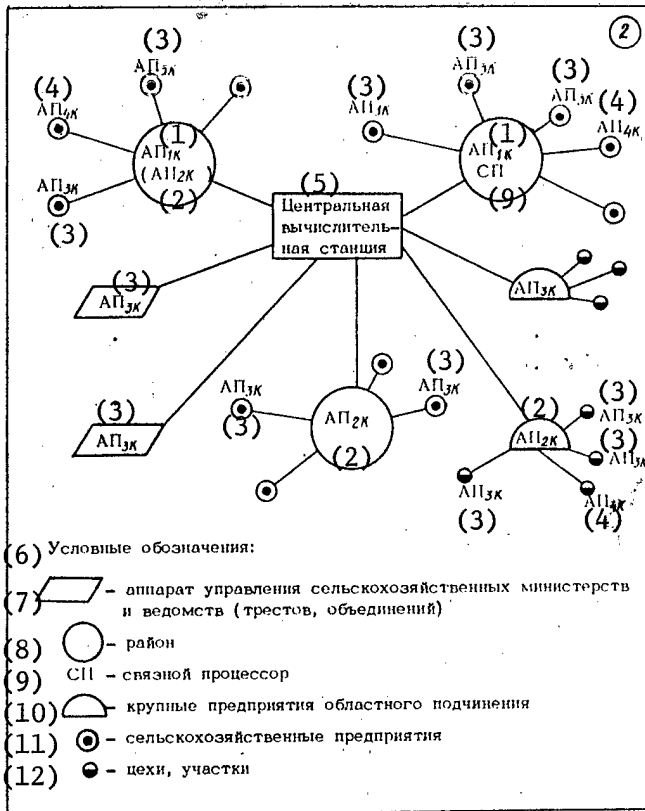 2
(3)
АП3К
(4)
АП4К
(1)
АП1К
(АП2К)
(2)
АП3К
(3)
(3)
АП3К
(3)
АП1К
(3)
АП3К
(4)
АП4К
(1)
АП1К
СП
(9)
(5)
Центральная
вычислитель-
ная станция
(3)
АП3К
АП3К
(3)
АП3К
АП3К
(3)
(3)
АП3К
АП2К
(2)
(2)
АП2К
(3)
АП3К
(3)
АП3К
АП3К
(3)
АП4К
(4)
(6) Условные обозначения:
(7) - аппарат управления сельскохозяйственных министерств
и ведомств (трестов, объединений)
(8) - район
(9) СП - связной процессор
(10) - крупные предприятия областного подчинения
(11) - сельскохозяйственные предприятия
(12) - цехи, участки